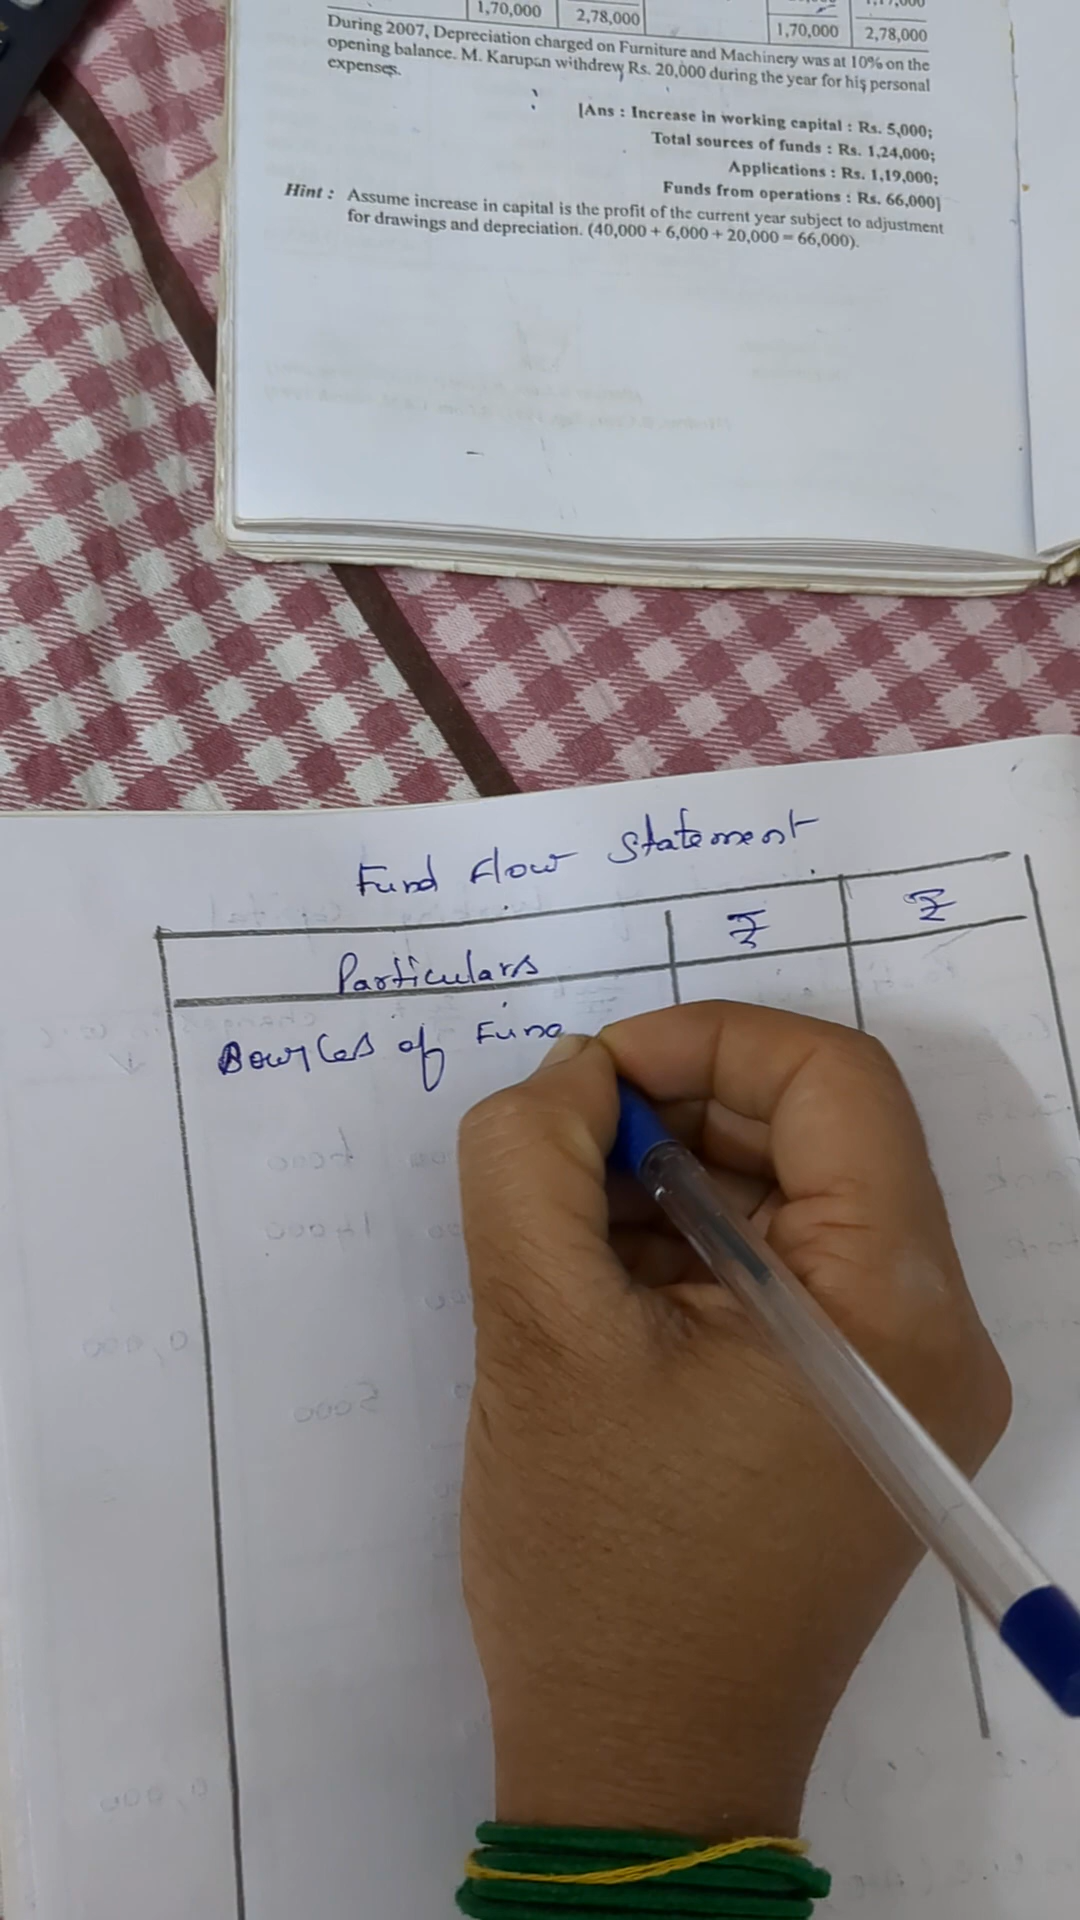 1,70,000 2,78,000 1,70,000 2,78,000
During 2007, Depreciation charged on Furniture and Machinery was at 10% on the
opening balance. M. Karupan withdrew Rs. 20,000 during the year for his personal
expenses.
[Ans : Increase in working capital : Rs. 5,000;
Total sources of funds : Rs. 1,24,000;
Applications : Rs. 1,19,000;
Funds from operations : Rs. 66,000]
Hint : Assume increase in capital is the profit of the current year subject to adjustment
for drawings and depreciation. (40,000 + 6,000 + 20,000 = 66,000).
Fund Flow Statement
Particulars ₹ ₹
Sources of Fund